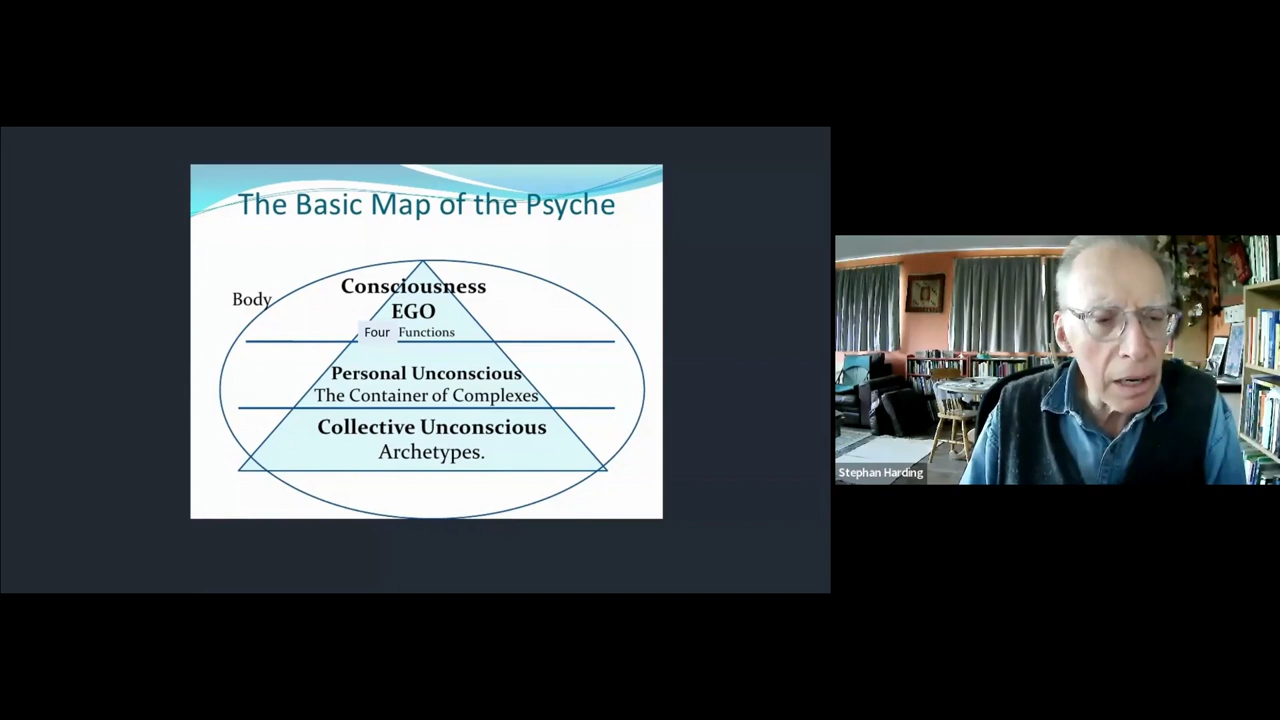 The Basic Map of the Psyche
Body
Consciousness
EGO
Four Functions
Personal Unconscious
The Container of Complexes
Collective Unconscious
Archetypes.
Stephan Harding